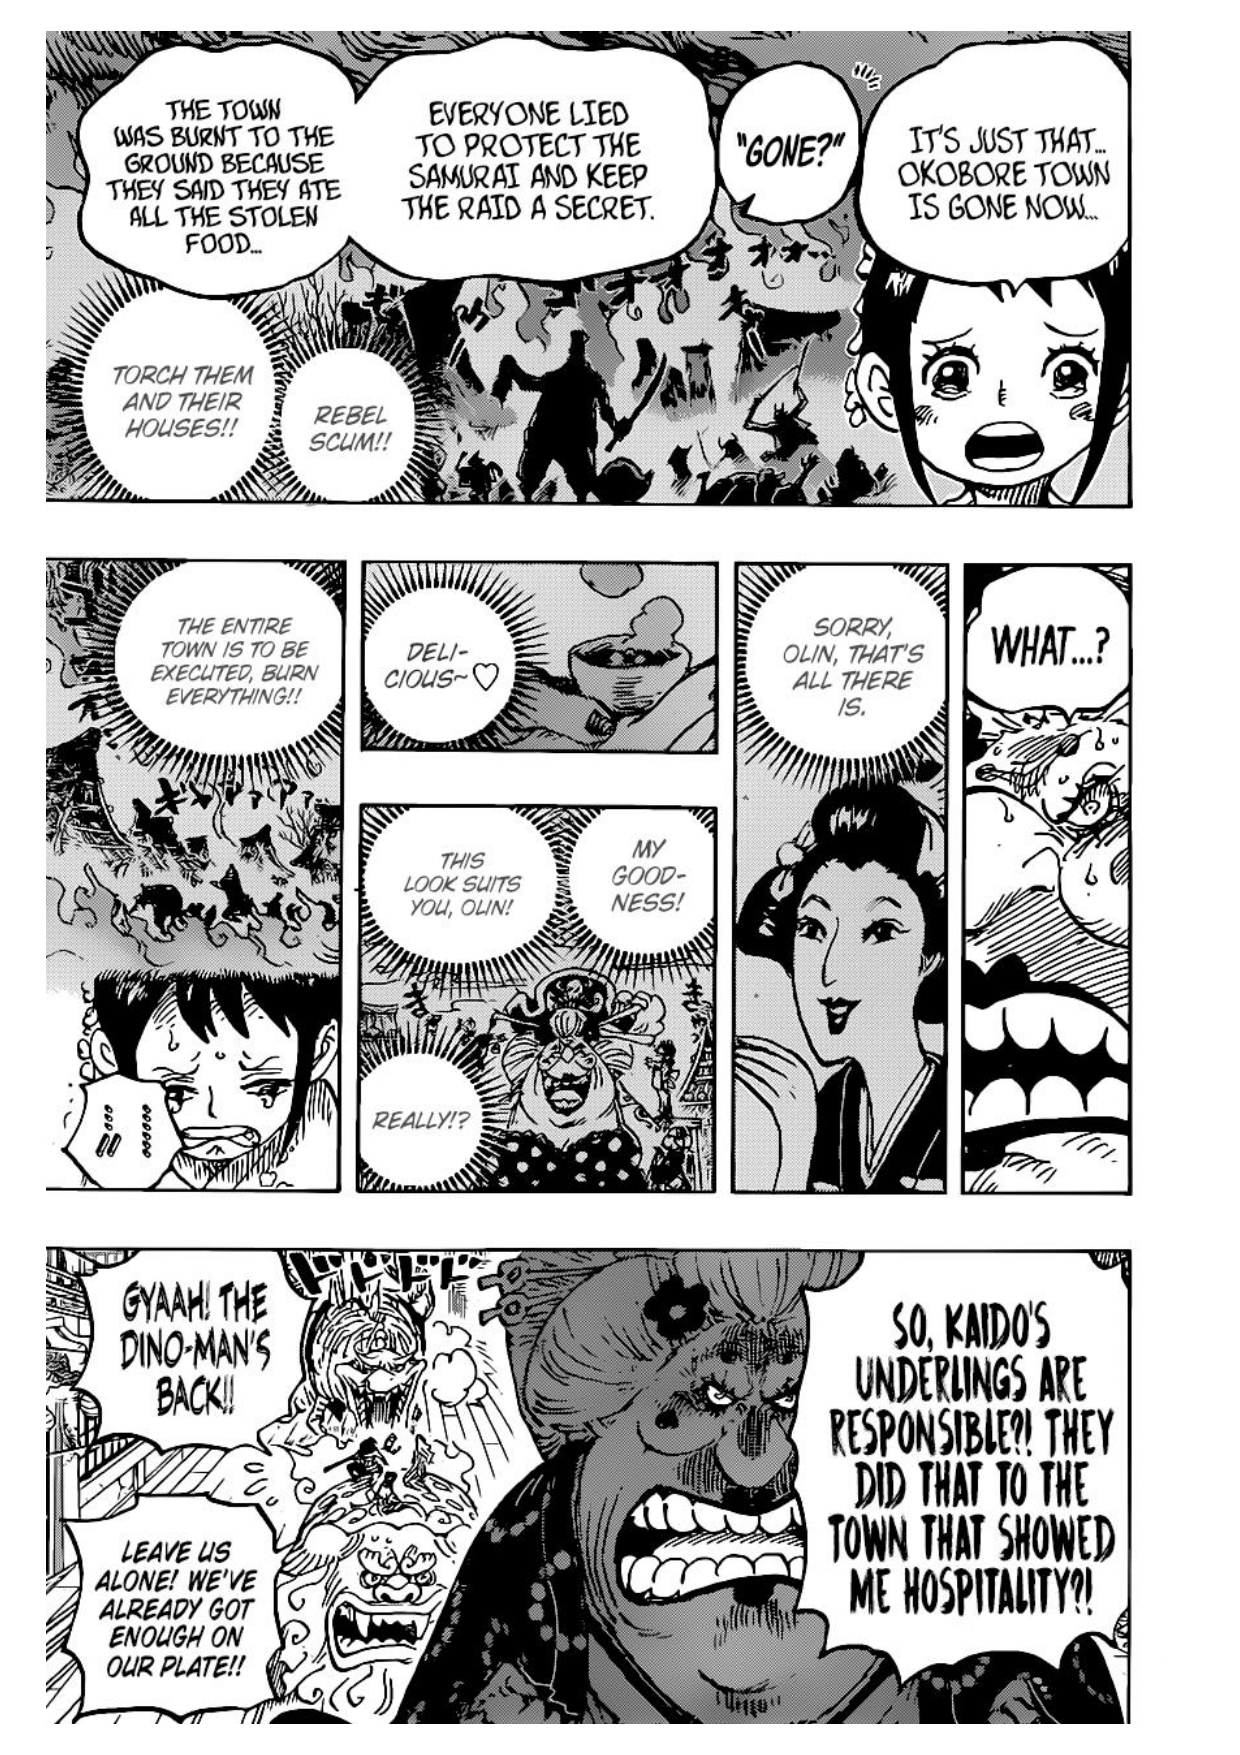 IT'S JUST THAT...
OKOBORE TOWN
IS GONE NOW...
"GONE?"
EVERYONE LIED
TO PROTECT THE
SAMURAI AND KEEP
THE RAID A SECRET.
THE TOWN
WAS BURNT TO THE
GROUND BECAUSE
THEY SAID THEY ATE
ALL THE STOLEN
FOOD...
REBEL
SCUM!!
TORCH THEM
AND THEIR
HOUSES!!
WHAT...?
SORRY,
OLIN, THAT'S
ALL THERE
IS.
DELI-
CIOUS~♡
MY
GOOD-
NESS!
THIS
LOOK SUITS
YOU, OLIN!
REALLY!?
THE ENTIRE
TOWN IS TO BE
EXECUTED, BURN
EVERYTHING!!
SO, KAIDO'S
UNDERLINGS ARE
RESPONSIBLE?! THEY
DID THAT TO THE
TOWN THAT SHOWED
ME HOSPITALITY?!
ドドドド
GYAAH! THE
DINO-MAN'S
BACK!!
LEAVE US
ALONE! WE'VE
ALREADY GOT
ENOUGH ON
OUR PLATE!!